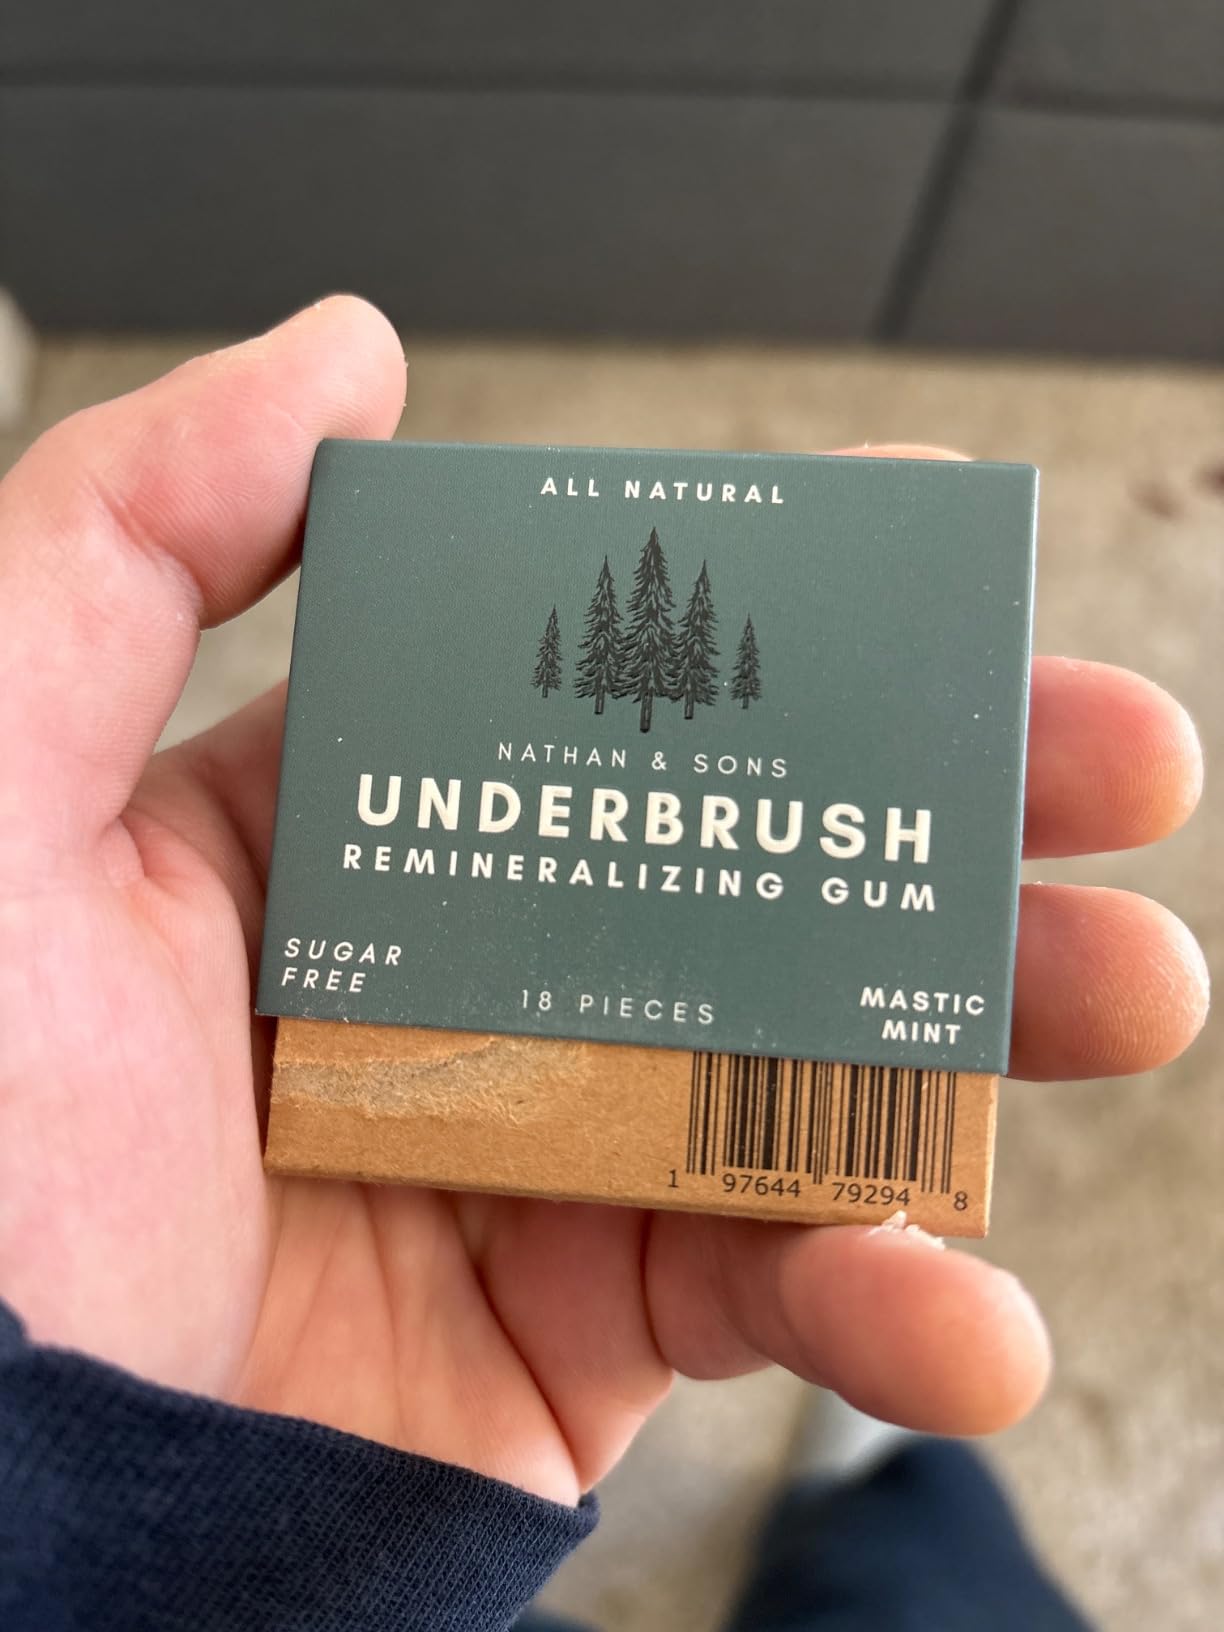 ALL NATURAL
NATHAN & SONS
UNDERBRUSH
REMINERALIZING GUM
SUGAR
FREE
18 PIECES
MASTIC
MINT
1 97644 79294 8